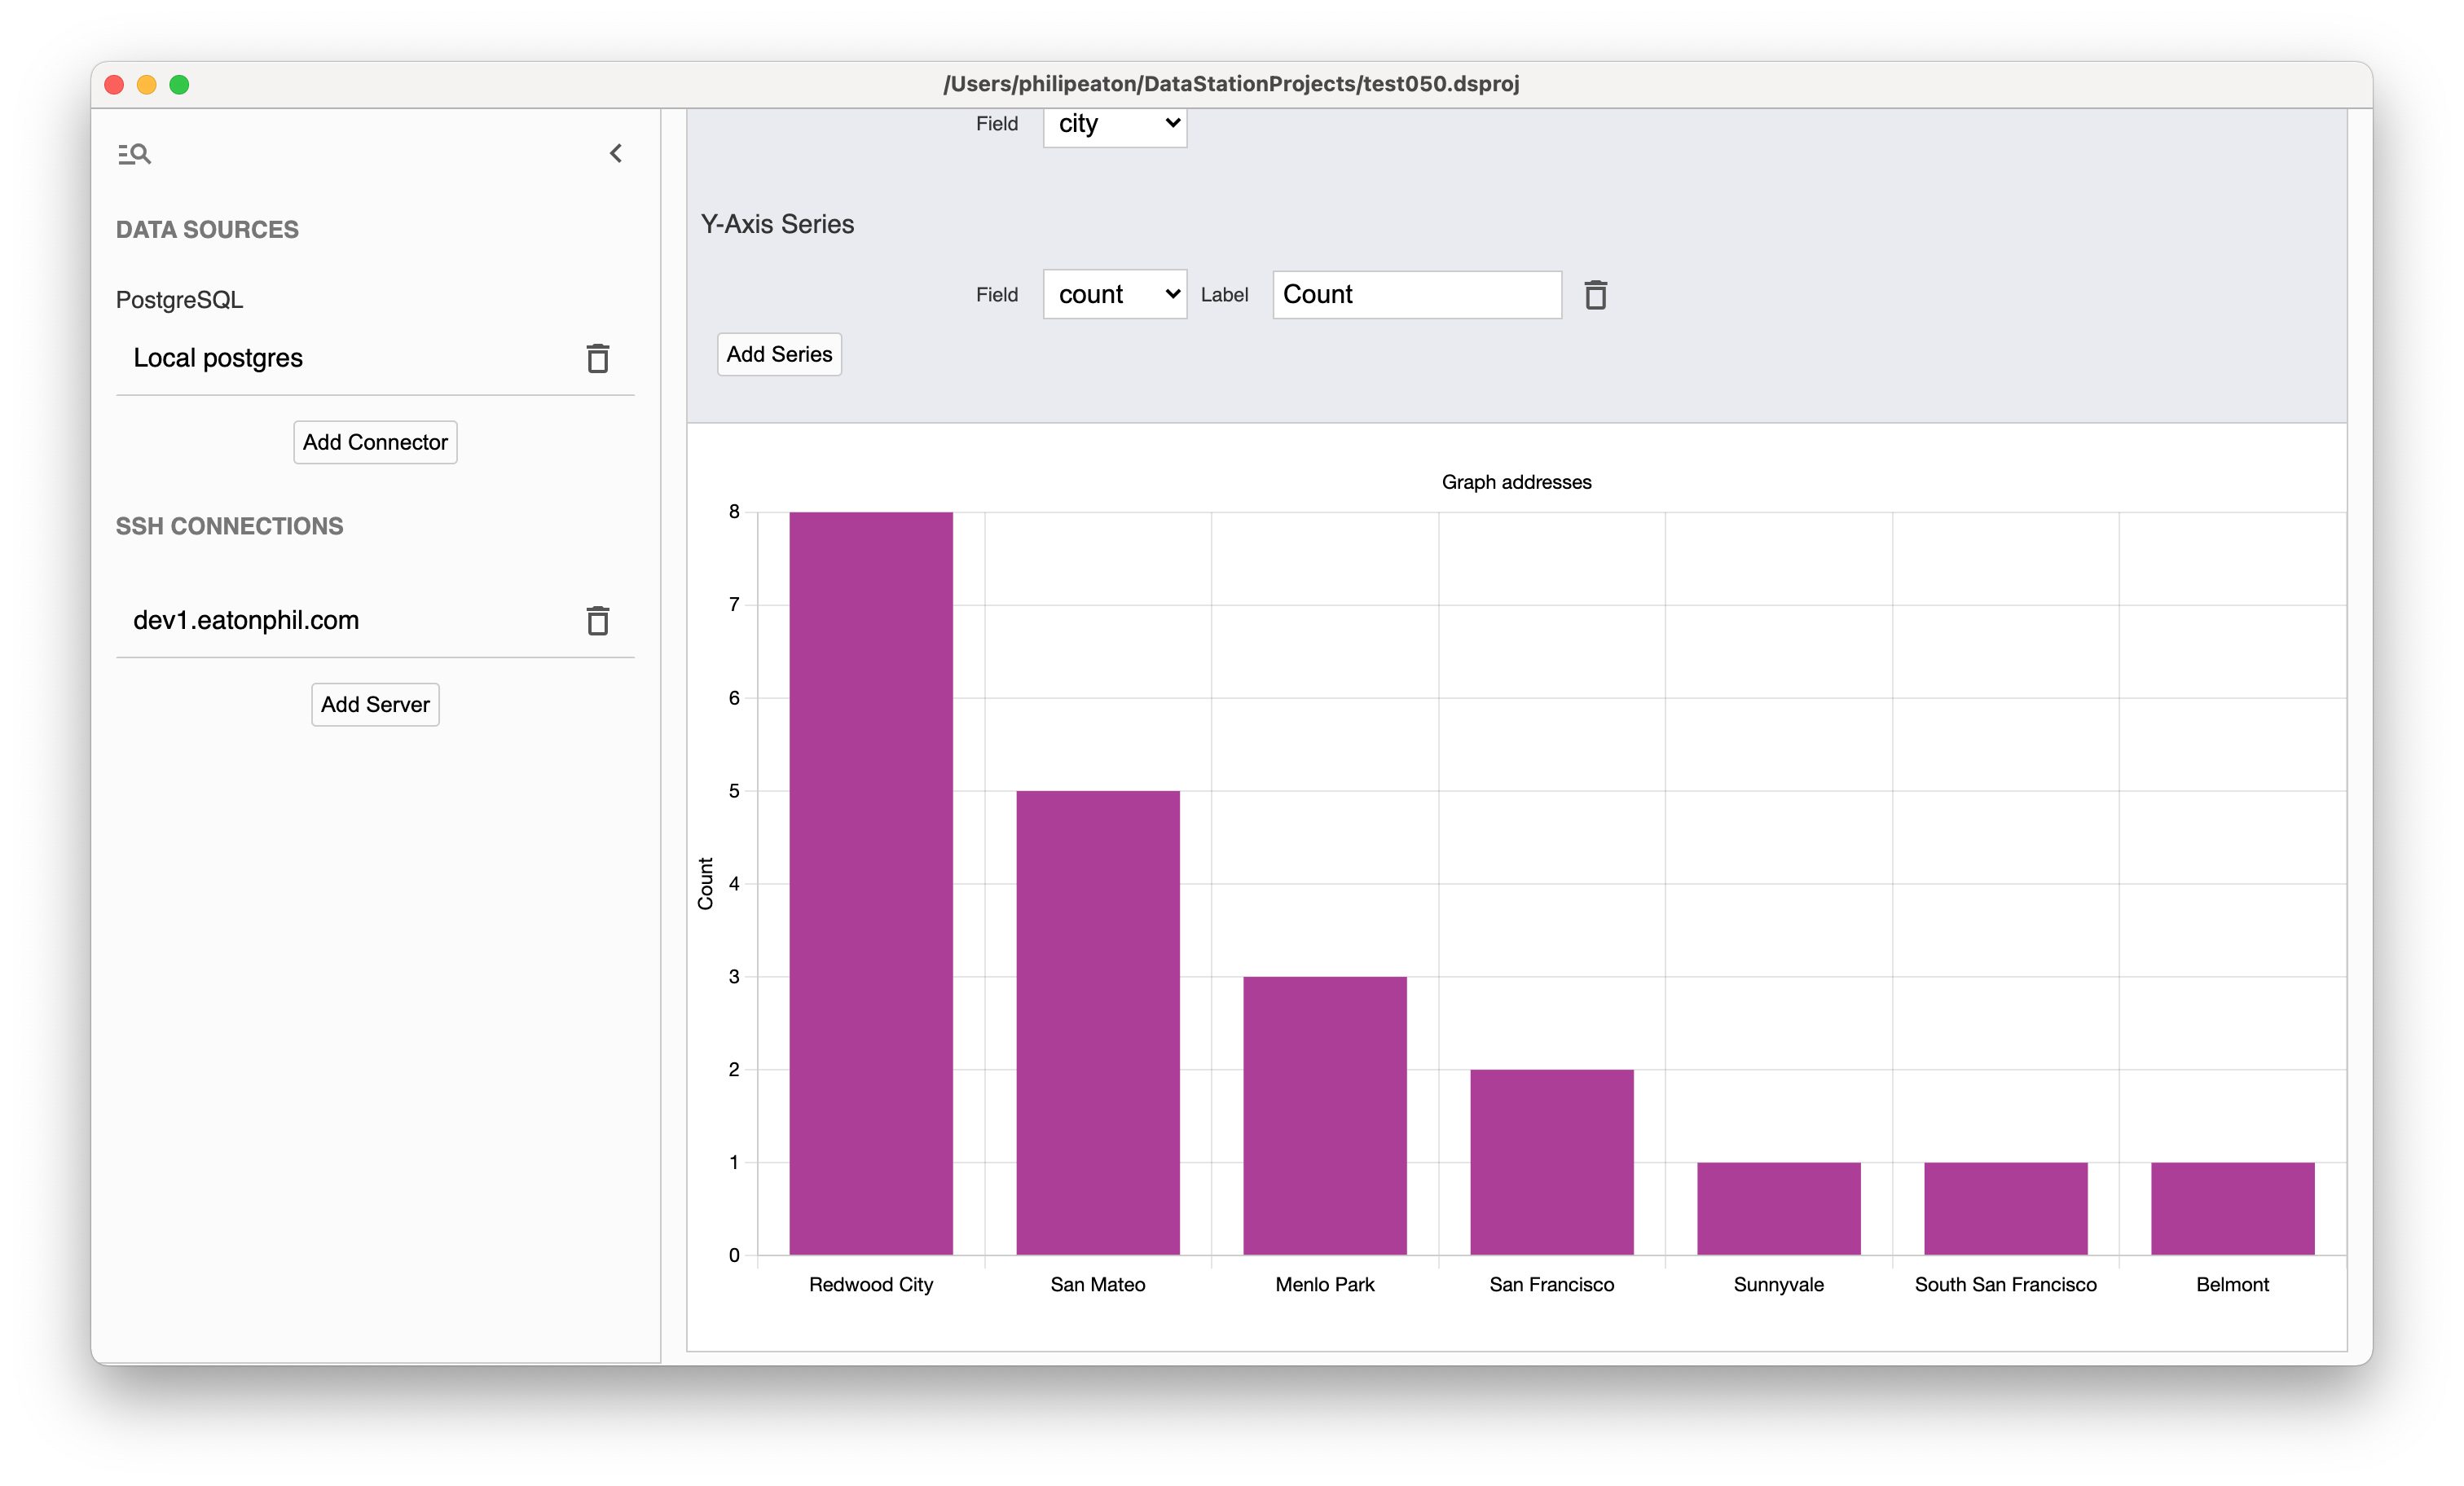 /Users/philipeaton/DataStationProjects/test050.dsproj
DATA SOURCES
PostgreSQL
Local postgres
Add Connector
SSH CONNECTIONS
dev1.eatonphil.com
Add Server
Field city
Y-Axis Series
Field count Label Count
Add Series
Graph addresses
8
7
6
5
4
3
2
1
0
Count
Redwood City San Mateo Menlo Park San Francisco Sunnyvale South San Francisco Belmont